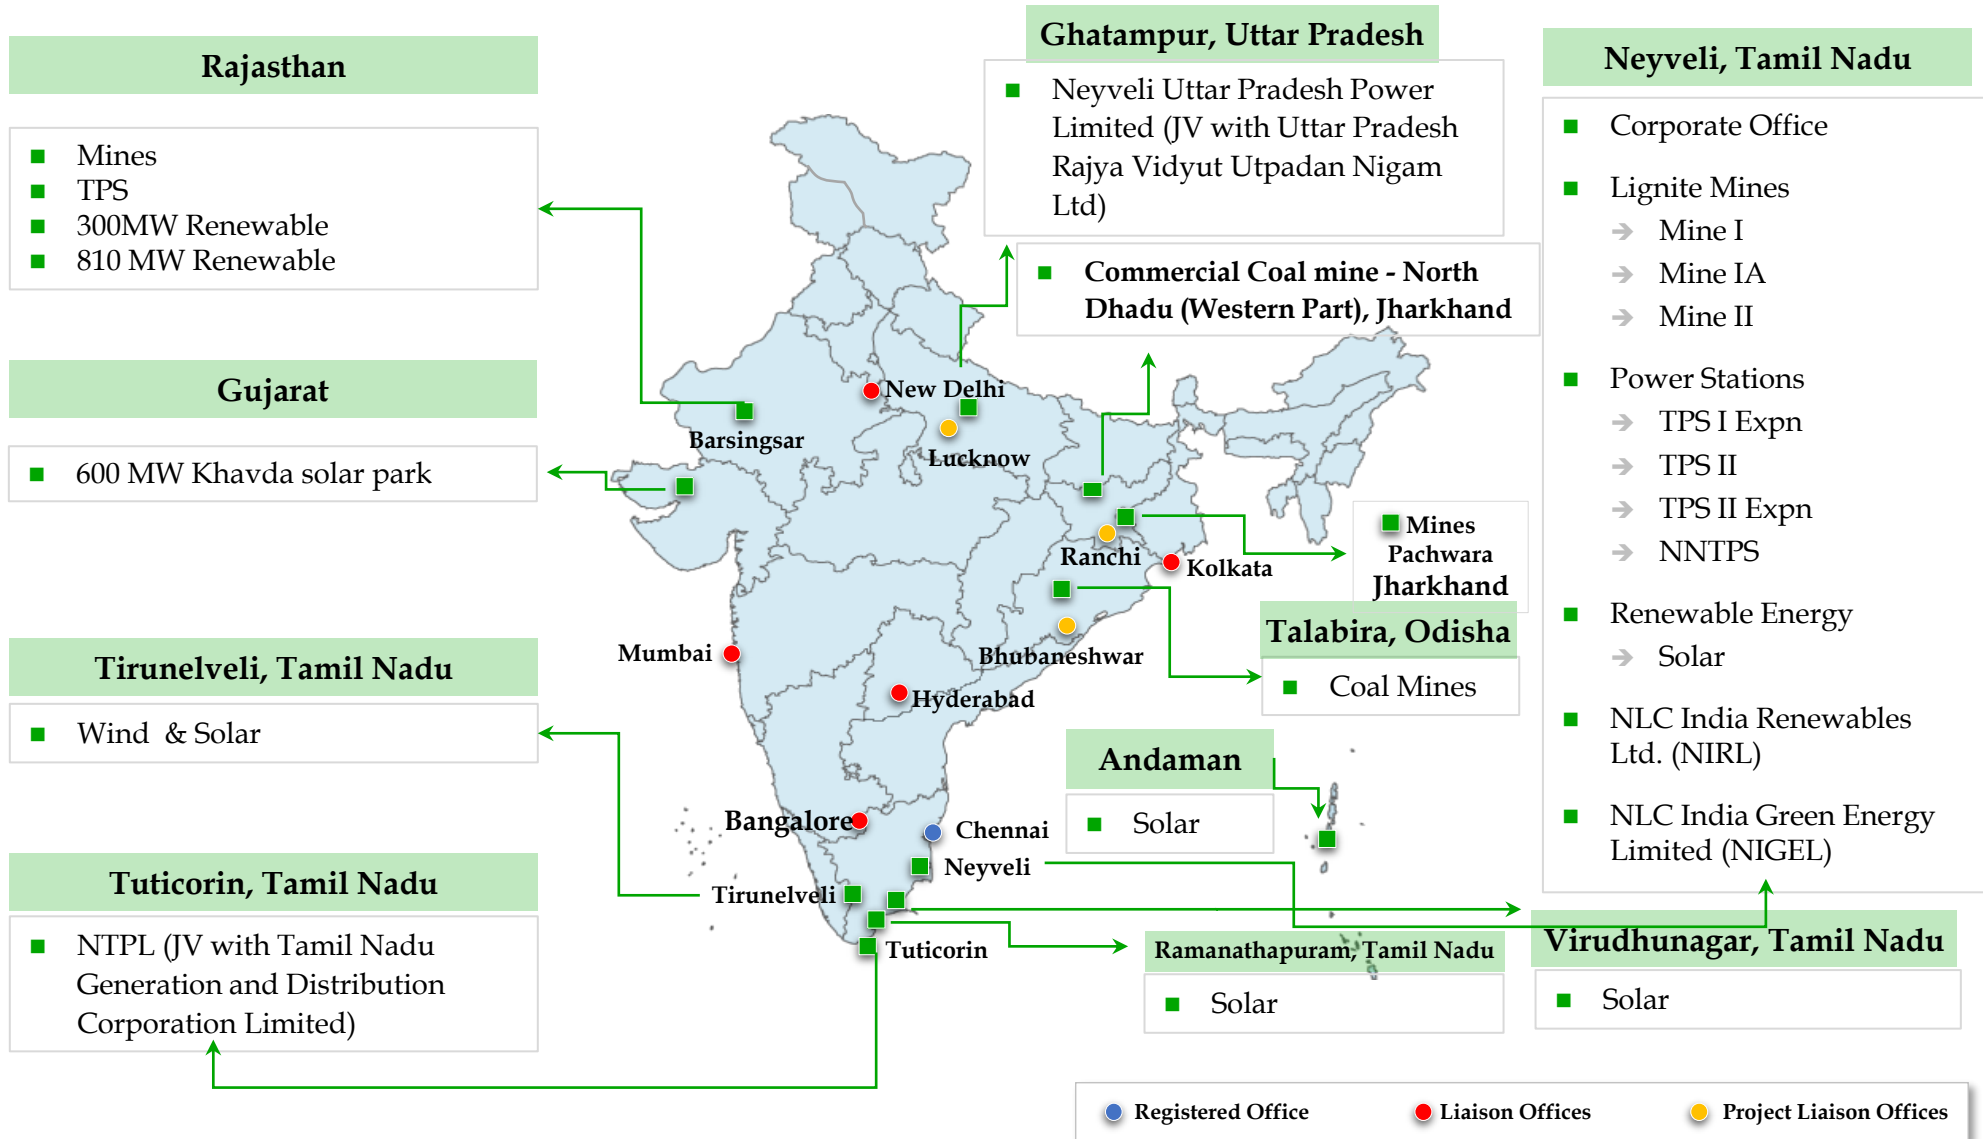 Rajasthan
Mines
TPS
300MW Renewable
810 MW Renewable
Gujarat
600 MW Khavda solar park
Tirunelveli, Tamil Nadu
Wind & Solar
Tuticorin, Tamil Nadu
NTPL (JV with Tamil Nadu
Generation and Distribution
Corporation Limited)
Ghatampur, Uttar Pradesh
Neyveli Uttar Pradesh Power
Limited (JV with Uttar Pradesh
Rajya Vidyut Utpadan Nigam
Ltd)
Commercial Coal mine - North
Dhadu (Western Part), Jharkhand
New Delhi
Barsingsar
Lucknow
Ranchi
Kolkata
Mumbai
Bhubaneshwar
Hyderabad
Bangalore
Chennai
Neyveli
Tirunelveli
Tuticorin
Mines
Pachwara
Jharkhand
Talabira, Odisha
Coal Mines
Andaman
Solar
Ramanathapuram, Tamil Nadu
Solar
Neyveli, Tamil Nadu
Corporate Office
Lignite Mines
Mine I
Mine IA
Mine II
Power Stations
TPS I Expn
TPS II
TPS II Expn
NNTPS
Renewable Energy
Solar
NLC India Renewables
Ltd. (NIRL)
NLC India Green Energy
Limited (NIGEL)
Virudhunagar, Tamil Nadu
Solar
Registered Office
Liaison Offices
Project Liaison Offices